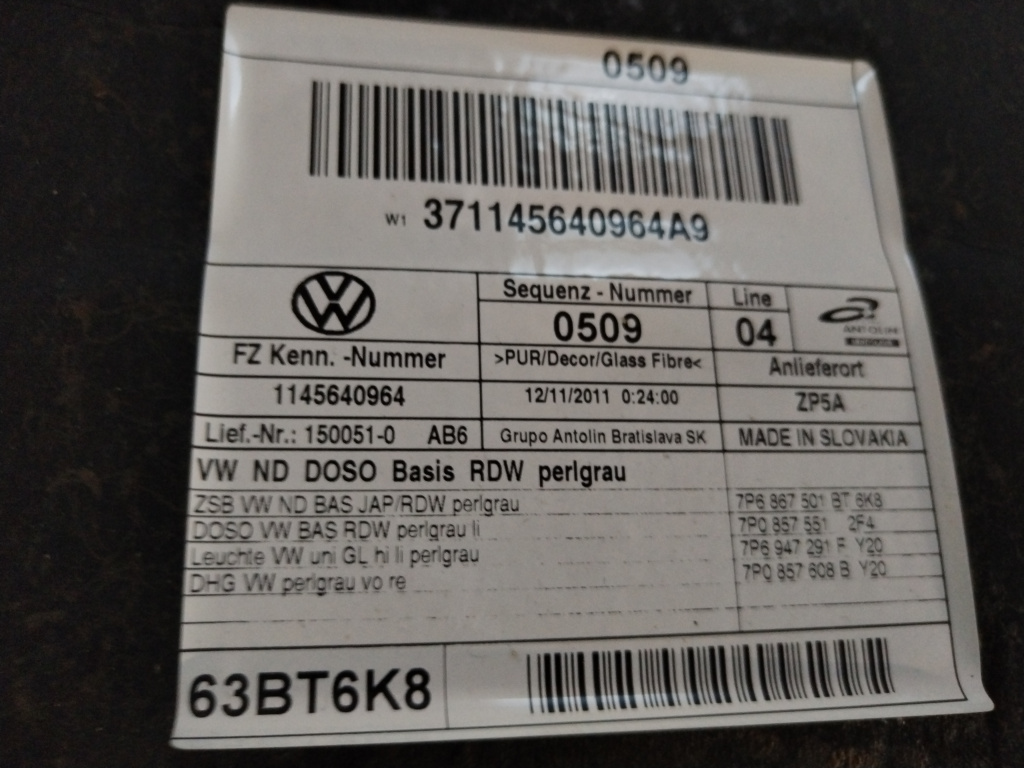 0509
W1 371145640964A9
Sequenz - Nummer
Line
0509
04
ANTOLIN
FZ Kenn. -Nummer
>PUR/Decor/Glass Fibre<
Anlieferort
1145640964
12/11/2011 0:24:00
ZP5A
Lief.-Nr.: 150051-0 AB6
Grupo Antolin Bratislava SK
MADE IN SLOVAKIA
VW ND DOSO Basis RDW perlgrau
ZSB VW ND BAS JAP/RDW perlgrau 7P6 867 501 BT 6K8
DOSO VW BAS RDW perlgrau li 7P0 857 551 2F4
Leuchte VW uni GL hi li perlgrau 7P6 947 291 F Y20
DHG VW perlgrau vo re 7P0 857 608 B Y20
63BT6K8